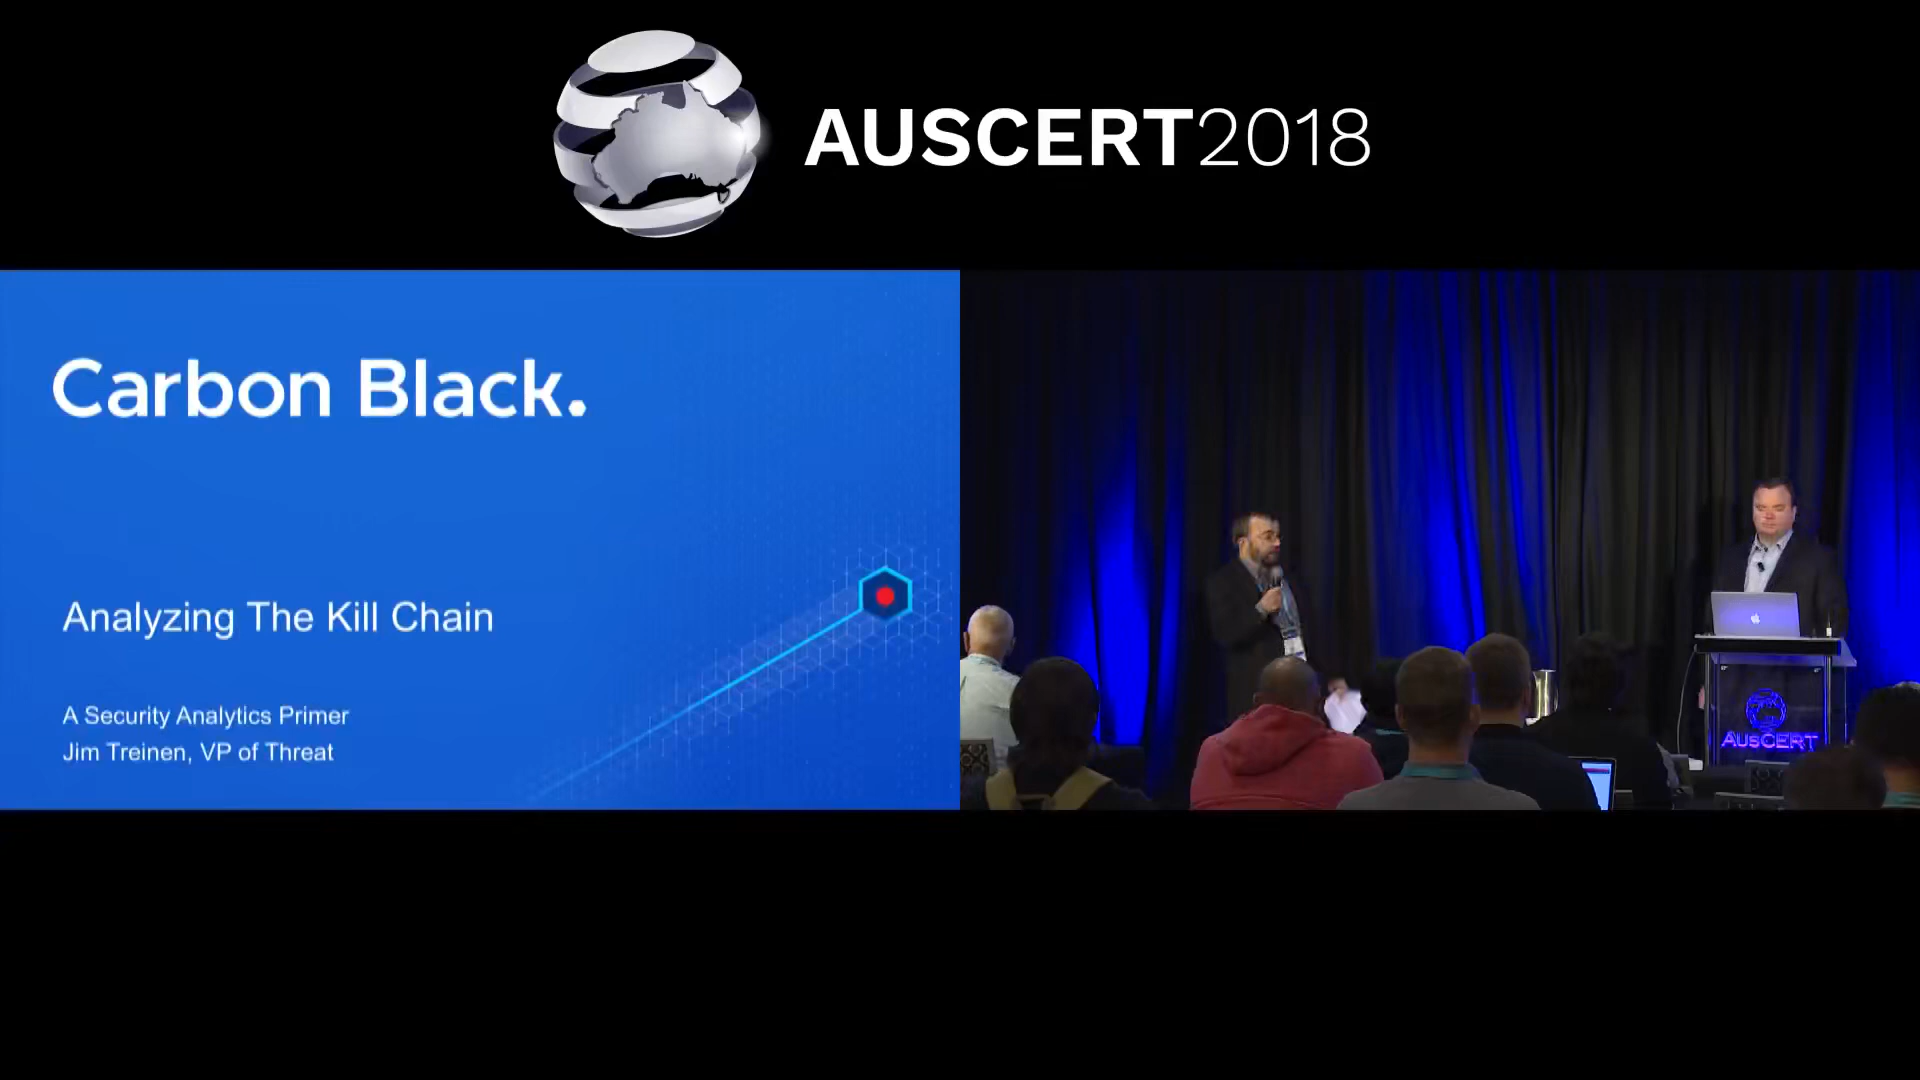 AUSCERT2018
Carbon Black.
Analyzing The Kill Chain
A Security Analytics Primer
Jim Treinen, VP of Threat
AUSCERT